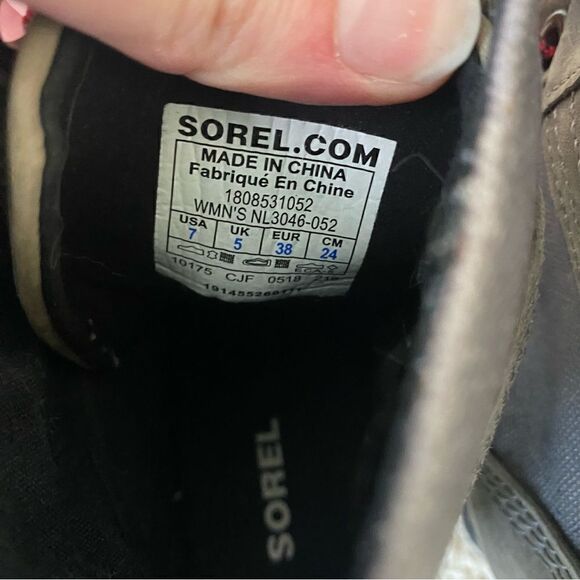 SOREL.COM
MADE IN CHINA
Fabriqué En Chine
1808531052
WMN'S NL3046-052
USA UK EUR CM
7 5 38 24
10175 CJF 0518
SOREL